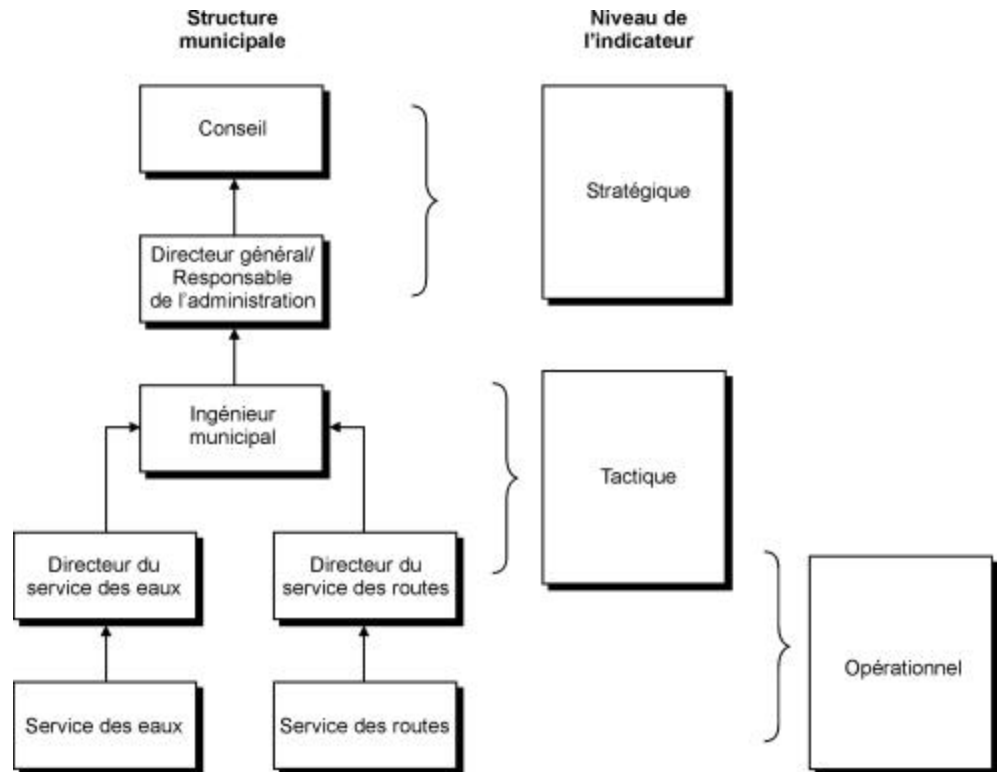 Structure
municipale
Niveau de
l'indicateur
Conseil
Stratégique
Directeur général/
Responsable
de l'administration
Ingénieur
municipal
Tactique
Directeur du
service des eaux
Directeur du
service des routes
Opérationnel
Service des eaux
Service des routes